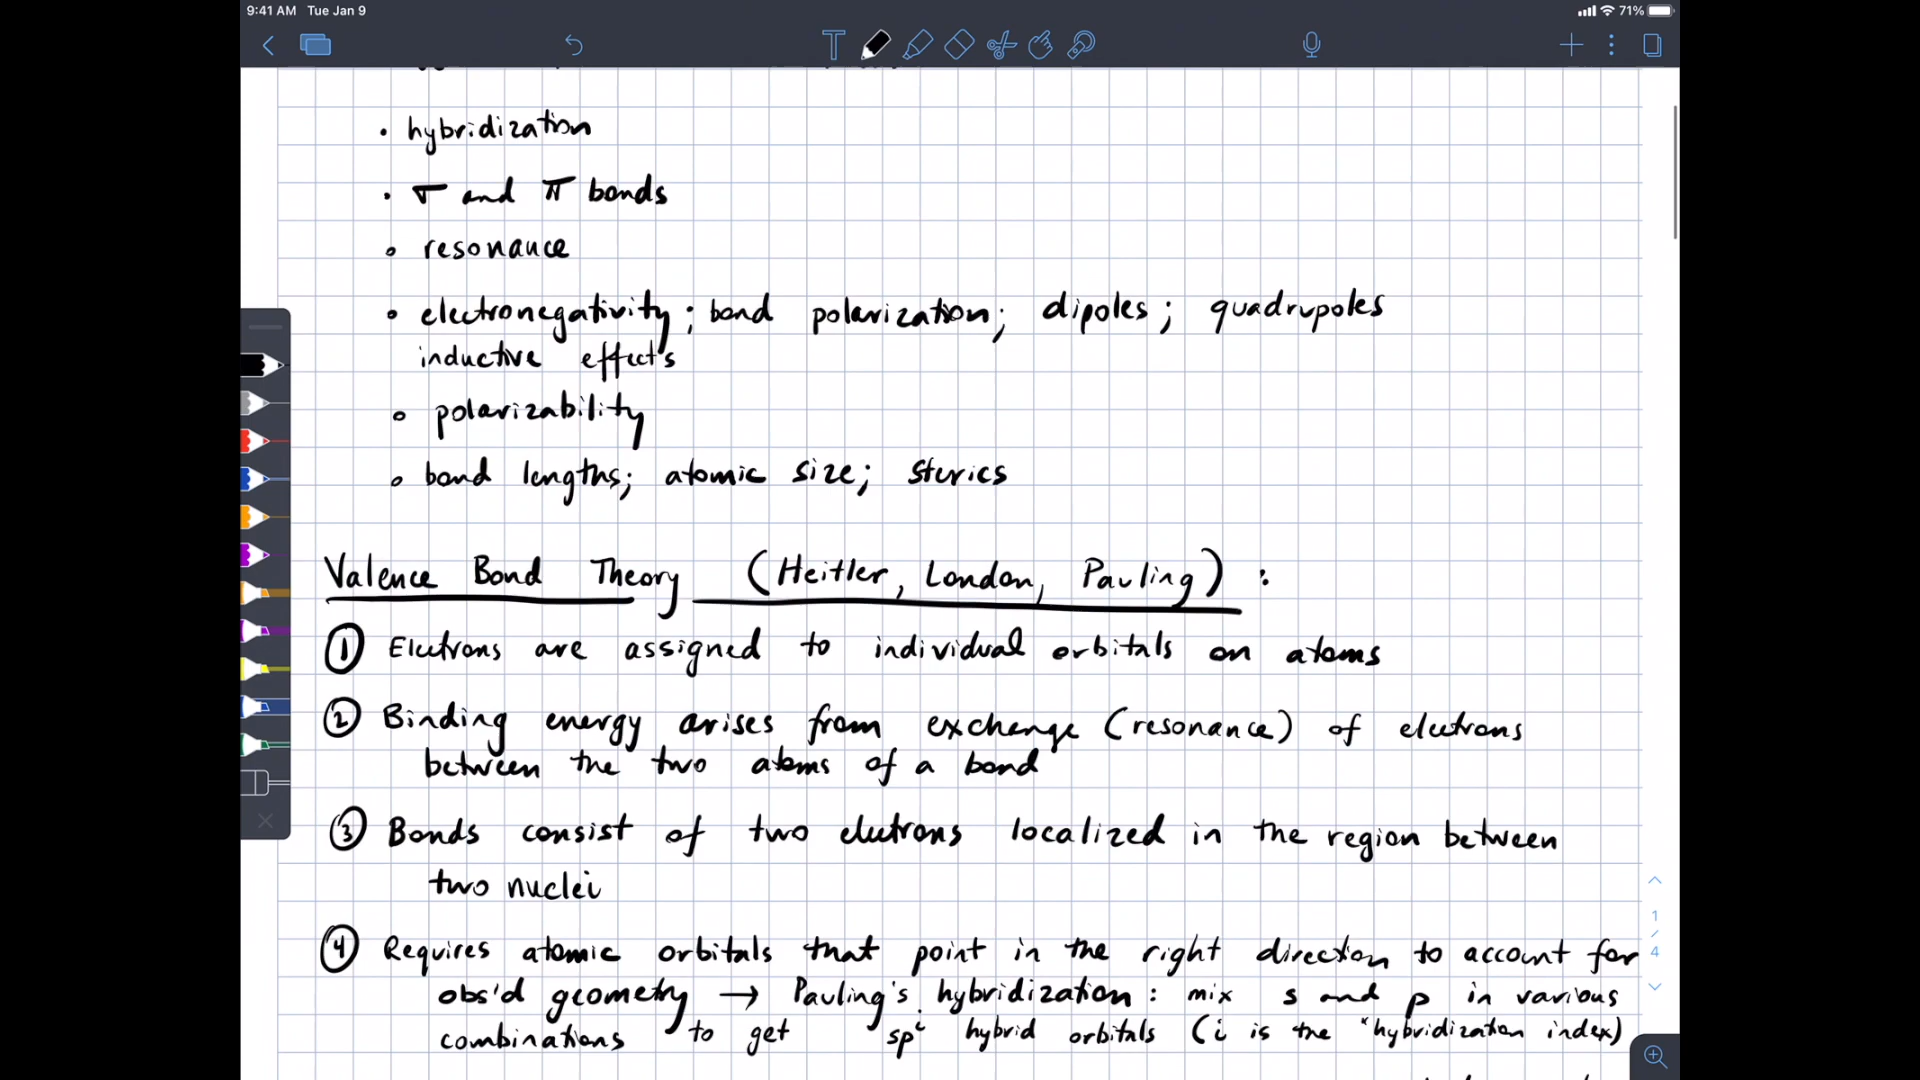 9:41 AM Tue Jan 9
71%
• hybridization
• σ and π bonds
• resonance
• electronegativity; bond polarization; dipoles; quadrupoles
inductive effects
• polarizability
• bond lengths; atomic size; sterics
Valence Bond Theory (Heitler, London, Pauling) :
① Electrons are assigned to individual orbitals on atoms
② Binding energy arises from exchange (resonance) of electrons
between the two atoms of a bond
③ Bonds consist of two electrons localized in the region between
two nuclei
④ Requires atomic orbitals that point in the right direction to account for
obs'd geometry → Pauling's hybridization: mix s and p in various
combinations to get spⁱ hybrid orbitals (i is the "hybridization index)
1
/
4